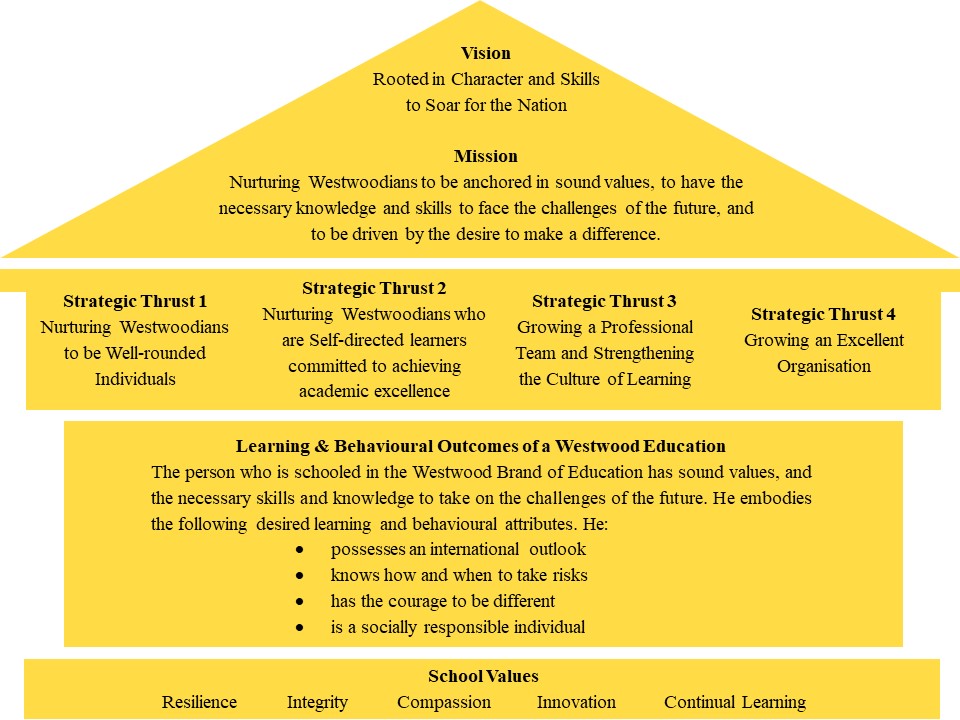 Vision
Rooted in Character and Skills
to Soar for the Nation
Mission
Nurturing Westwoodians to be anchored in sound values, to have the
necessary knowledge and skills to face the challenges of the future, and
to be driven by the desire to make a difference.
Strategic Thrust 1
Nurturing Westwoodians
to be Well-rounded
Individuals
Strategic Thrust 2
Nurturing Westwoodians who
are Self-directed learners
committed to achieving
academic excellence
Strategic Thrust 3
Growing a Professional
Team and Strengthening
the Culture of Learning
Strategic Thrust 4
Growing an Excellent
Organisation
Learning & Behavioural Outcomes of a Westwood Education
The person who is schooled in the Westwood Brand of Education has sound values, and
the necessary skills and knowledge to take on the challenges of the future. He embodies
the following desired learning and behavioural attributes. He:
• possesses an international outlook
• knows how and when to take risks
• has the courage to be different
• is a socially responsible individual
School Values
Resilience Integrity Compassion Innovation Continual Learning